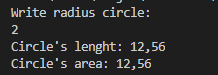 Write radius circle:
2
Circle's lenght: 12,56
Circle's area: 12,56